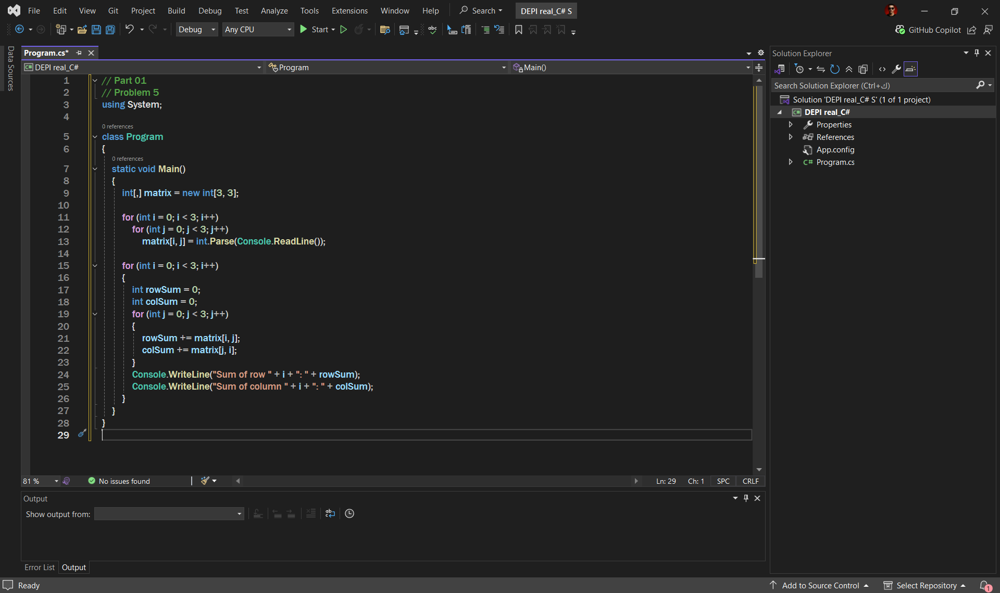 File Edit View Git Project Build Debug Test Analyze Tools Extensions Window Help Search DEPI real_C# S
Debug Any CPU Start abc GitHub Copilot
Data Sources
Program.cs*
DEPI real_C# Program Main()
1 // Part 01
2 // Problem 5
3 using System;
4
0 references
5 class Program
6 {
0 references
7 static void Main()
8 {
9 int[,] matrix = new int[3, 3];
10
11 for (int i = 0; i < 3; i++)
12 for (int j = 0; j < 3; j++)
13 matrix[i, j] = int.Parse(Console.ReadLine());
14
15 for (int i = 0; i < 3; i++)
16 {
17 int rowSum = 0;
18 int colSum = 0;
19 for (int j = 0; j < 3; j++)
20 {
21 rowSum += matrix[i, j];
22 colSum += matrix[j, i];
23 }
24 Console.WriteLine("Sum of row " + i + ": " + rowSum);
25 Console.WriteLine("Sum of column " + i + ": " + colSum);
26 }
27 }
28 }
29
81 % No issues found Ln: 29 Ch: 1 SPC CRLF
Output
Show output from:
Error List Output
Solution Explorer
Search Solution Explorer (Ctrl+ك)
Solution 'DEPI real_C# S' (1 of 1 project)
DEPI real_C#
Properties
References
App.config
C# Program.cs
Ready Add to Source Control Select Repository 1